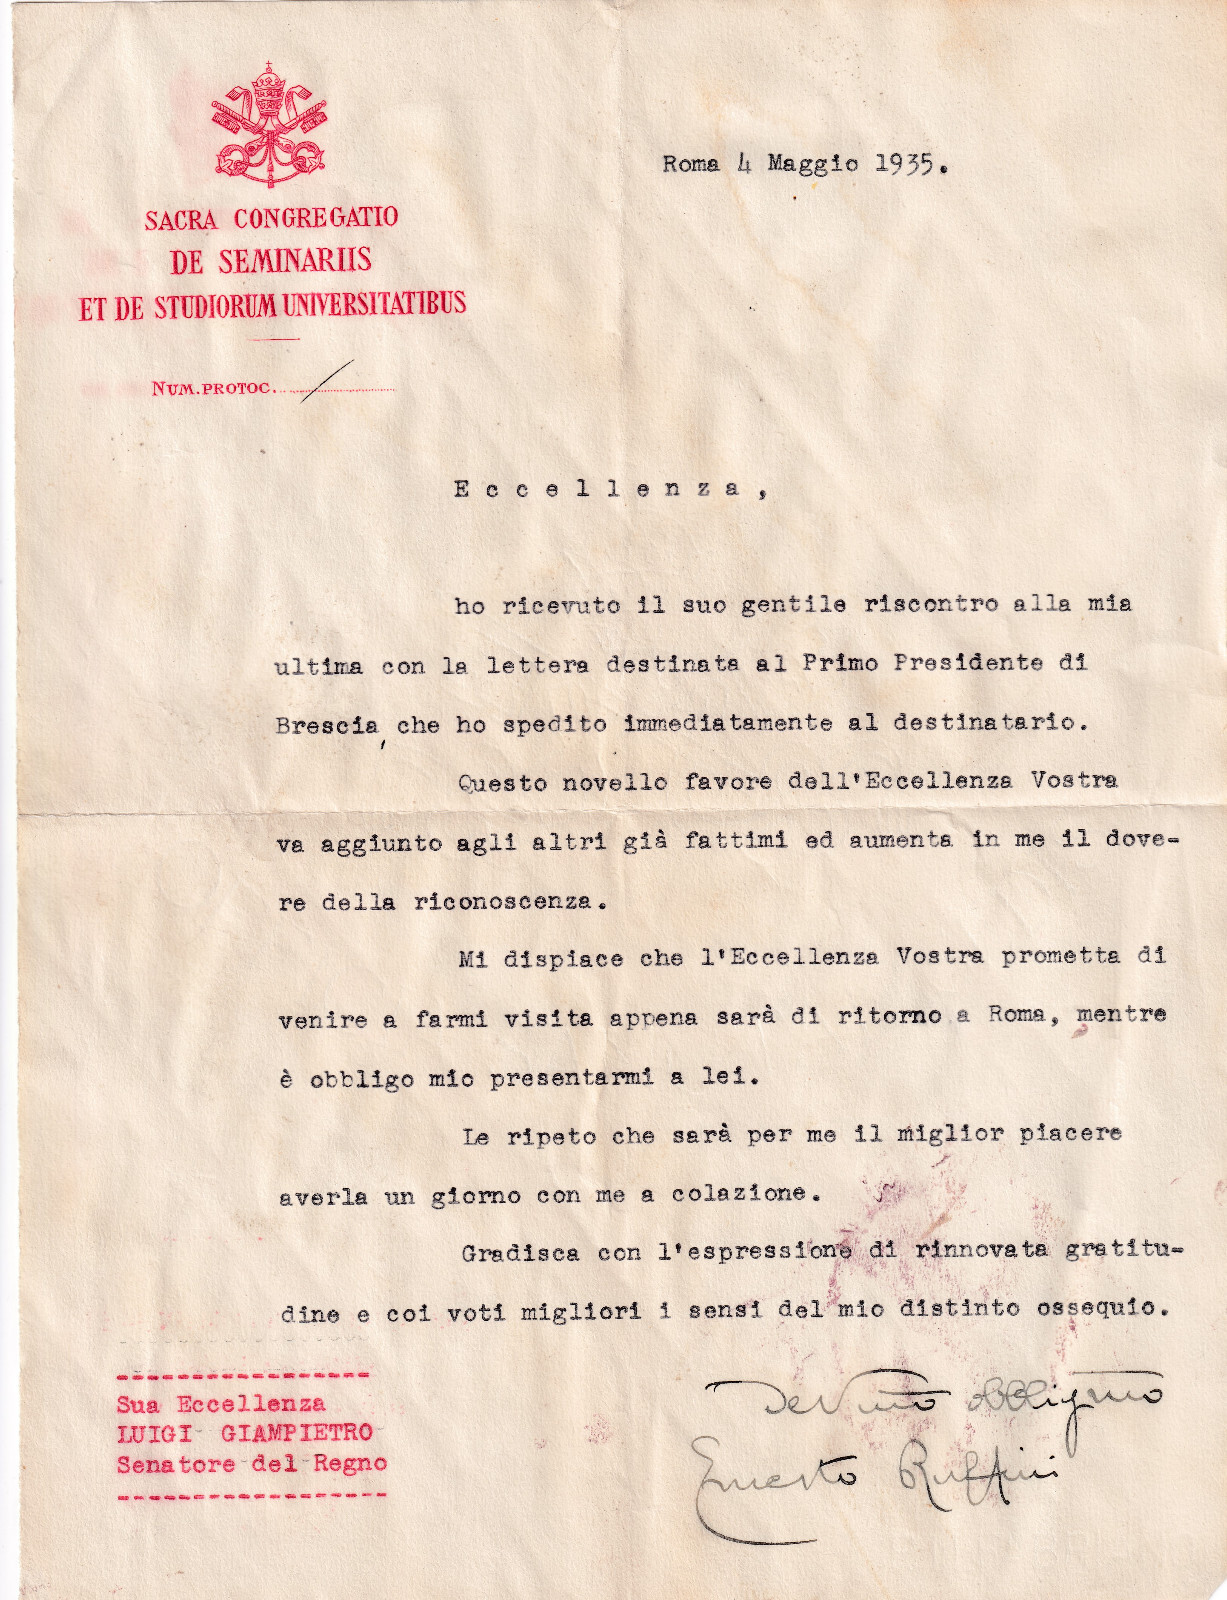 SACRA CONGREGATIO
DE SEMINARIIS
ET DE STUDIORUM UNIVERSITATIBUS
NUM. PROTOC. /
Roma 4 Maggio 1935.
Eccellenza,
ho ricevuto il suo gentile riscontro alla mia
ultima con la lettera destinata al Primo Presidente di
Brescia, che ho spedito immediatamente al destinatario.
Questo novello favore dell'Eccellenza Vostra
va aggiunto agli altri già fattimi ed aumenta in me il dove-
re della riconoscenza.
Mi dispiace che l'Eccellenza Vostra prometta di
venire a farmi visita appena sarà di ritorno a Roma, mentre
è obbligo mio presentarmi a lei.
Le ripeto che sarà per me il miglior piacere
averla un giorno con me a colazione.
Gradisca con l'espressione di rinnovata gratitu-
dine e coi voti migliori i sensi del mio distinto ossequio.
Dev.mo obbligmo
Ernesto Ruffini
Sua Eccellenza
LUIGI GIAMPIETRO
Senatore del Regno